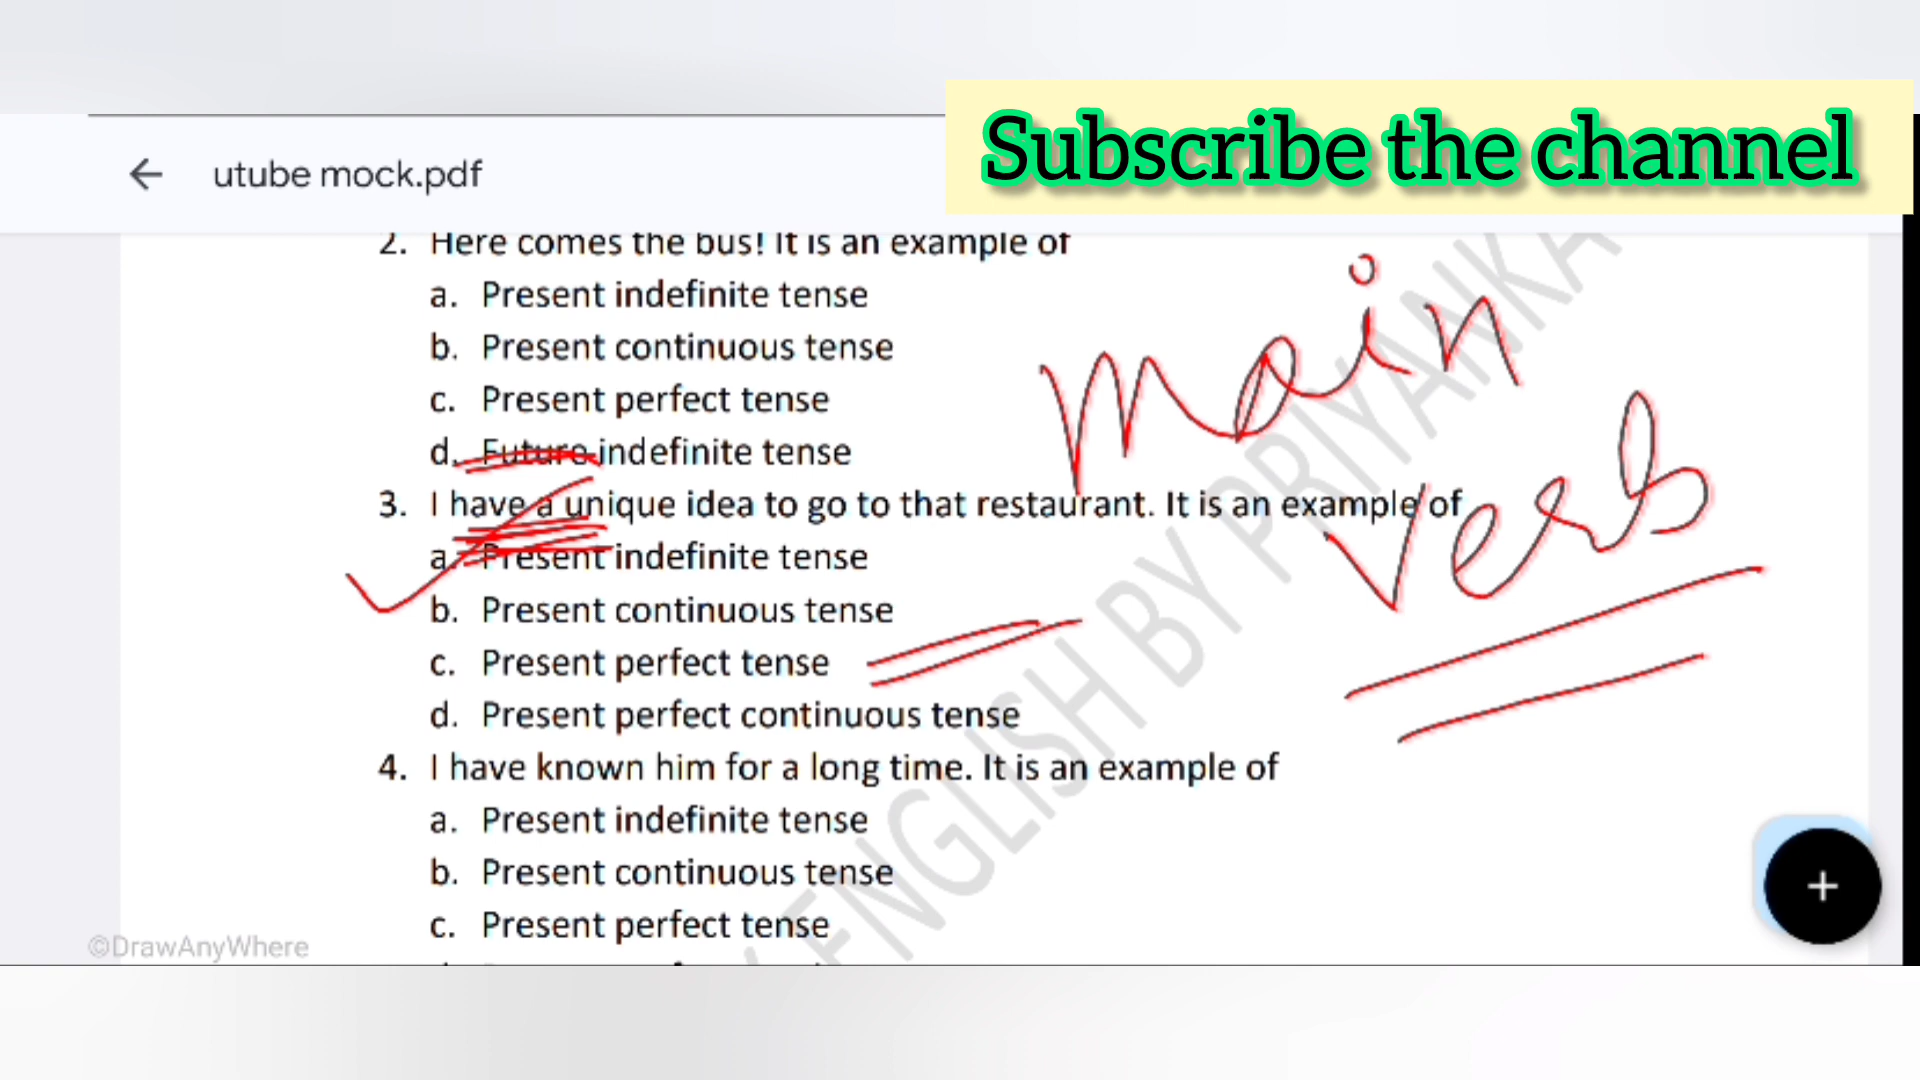 Subscribe the channel
utube mock.pdf
2. Here comes the bus! It is an example of
a. Present indefinite tense
b. Present continuous tense
c. Present perfect tense
d. Future indefinite tense
3. I have a unique idea to go to that restaurant. It is an example of
a. Present indefinite tense
b. Present continuous tense
c. Present perfect tense
d. Present perfect continuous tense
4. I have known him for a long time. It is an example of
a. Present indefinite tense
b. Present continuous tense
c. Present perfect tense
main
verb
ENGLISH BY PRIYANKA
©DrawAnyWhere